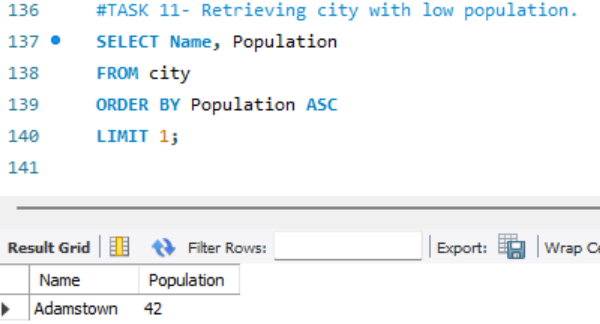 136 #TASK 11- Retrieving city with low population.
137 SELECT Name, Population
138 FROM city
139 ORDER BY Population ASC
140 LIMIT 1;
141
Result Grid Filter Rows: Export: Wrap Ce
Name Population
Adamstown 42